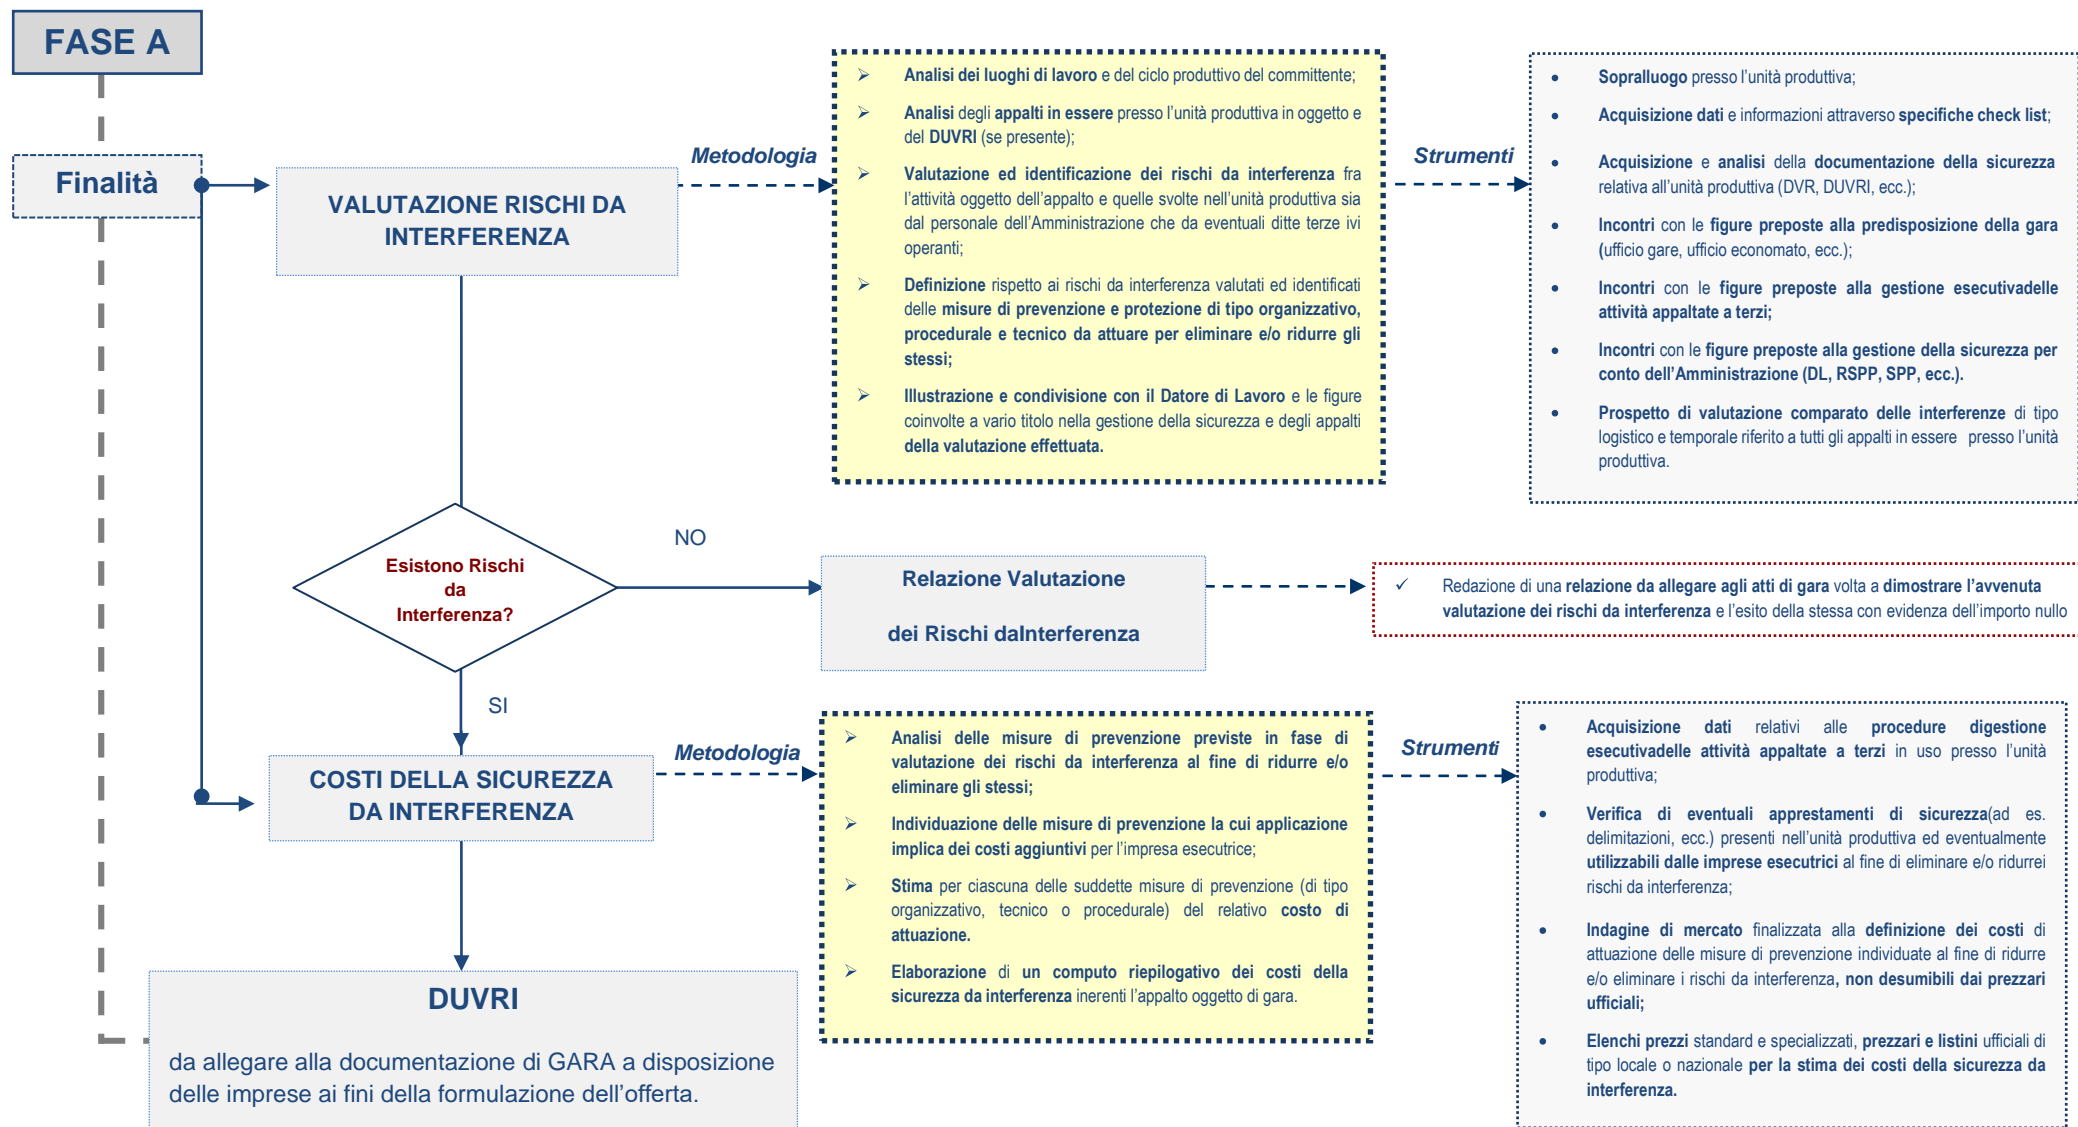 FASE A
Finalità
VALUTAZIONE RISCHI DA
INTERFERENZA
Metodologia
➢ Analisi dei luoghi di lavoro e del ciclo produttivo del committente;
➢ Analisi degli appalti in essere presso l’unità produttiva in oggetto e
del DUVRI (se presente);
➢ Valutazione ed identificazione dei rischi da interferenza fra
l’attività oggetto dell’appalto e quelle svolte nell’unità produttiva sia
dal personale dell’Amministrazione che da eventuali ditte terze ivi
operanti;
➢ Definizione rispetto ai rischi da interferenza valutati ed identificati
delle misure di prevenzione e protezione di tipo organizzativo,
procedurale e tecnico da attuare per eliminare e/o ridurre gli
stessi;
➢ Illustrazione e condivisione con il Datore di Lavoro e le figure
coinvolte a vario titolo nella gestione della sicurezza e degli appalti
della valutazione effettuata.
Strumenti
• Sopralluogo presso l’unità produttiva;
• Acquisizione dati e informazioni attraverso specifiche check list;
• Acquisizione e analisi della documentazione della sicurezza
relativa all’unità produttiva (DVR, DUVRI, ecc.);
• Incontri con le figure preposte alla predisposizione della gara
(ufficio gare, ufficio economato, ecc.);
• Incontri con le figure preposte alla gestione esecutivadelle
attività appaltate a terzi;
• Incontri con le figure preposte alla gestione della sicurezza per
conto dell’Amministrazione (DL, RSPP, SPP, ecc.).
• Prospetto di valutazione comparato delle interferenze di tipo
logistico e temporale riferito a tutti gli appalti in essere presso l’unità
produttiva.
Esistono Rischi
da
Interferenza?
NO
Relazione Valutazione
dei Rischi daInterferenza
✓ Redazione di una relazione da allegare agli atti di gara volta a dimostrare l’avvenuta
valutazione dei rischi da interferenza e l’esito della stessa con evidenza dell’importo nullo
SI
COSTI DELLA SICUREZZA
DA INTERFERENZA
Metodologia
➢ Analisi delle misure di prevenzione previste in fase di
valutazione dei rischi da interferenza al fine di ridurre e/o
eliminare gli stessi;
➢ Individuazione delle misure di prevenzione la cui applicazione
implica dei costi aggiuntivi per l’impresa esecutrice;
➢ Stima per ciascuna delle suddette misure di prevenzione (di tipo
organizzativo, tecnico o procedurale) del relativo costo di
attuazione.
➢ Elaborazione di un computo riepilogativo dei costi della
sicurezza da interferenza inerenti l’appalto oggetto di gara.
Strumenti
• Acquisizione dati relativi alle procedure digestione
esecutivadelle attività appaltate a terzi in uso presso l’unità
produttiva;
• Verifica di eventuali apprestamenti di sicurezza(ad es.
delimitazioni, ecc.) presenti nell’unità produttiva ed eventualmente
utilizzabili dalle imprese esecutrici al fine di eliminare e/o ridurrei
rischi da interferenza;
• Indagine di mercato finalizzata alla definizione dei costi di
attuazione delle misure di prevenzione individuate al fine di ridurre
e/o eliminare i rischi da interferenza, non desumibili dai prezzari
ufficiali;
• Elenchi prezzi standard e specializzati, prezzari e listini ufficiali di
tipo locale o nazionale per la stima dei costi della sicurezza da
interferenza.
DUVRI
da allegare alla documentazione di GARA a disposizione
delle imprese ai fini della formulazione dell’offerta.